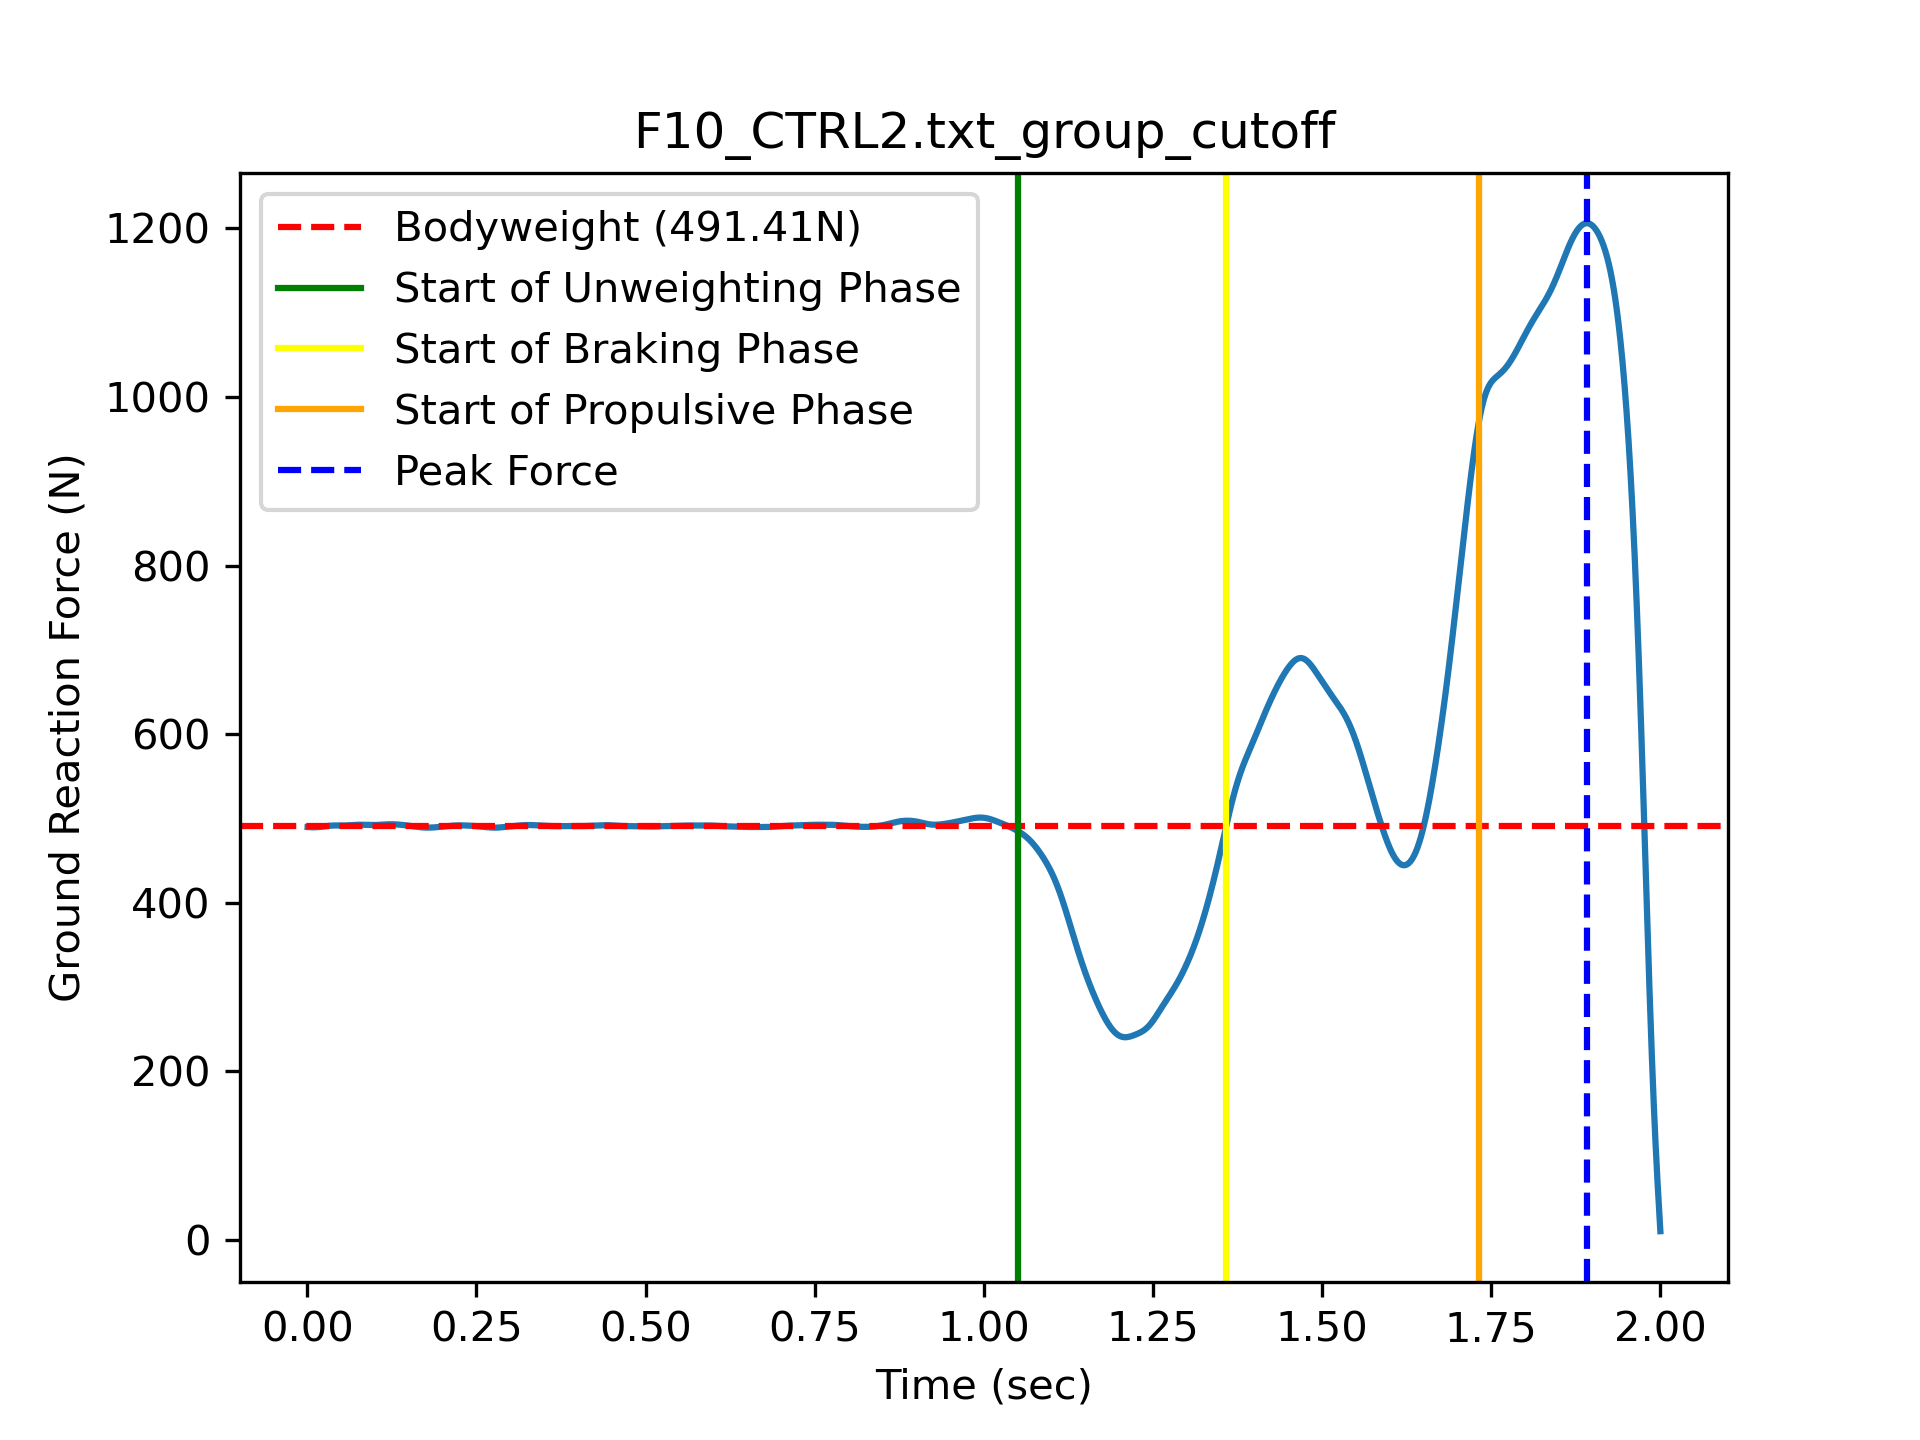 F10_CTRL2.txt_group_cutoff
Bodyweight (491.41N)
Start of Unweighting Phase
Start of Braking Phase
Start of Propulsive Phase
Peak Force
Ground Reaction Force (N)
1200
1000
800
600
400
200
0
0.00 0.25 0.50 0.75 1.00 1.25 1.50 1.75 2.00
Time (sec)